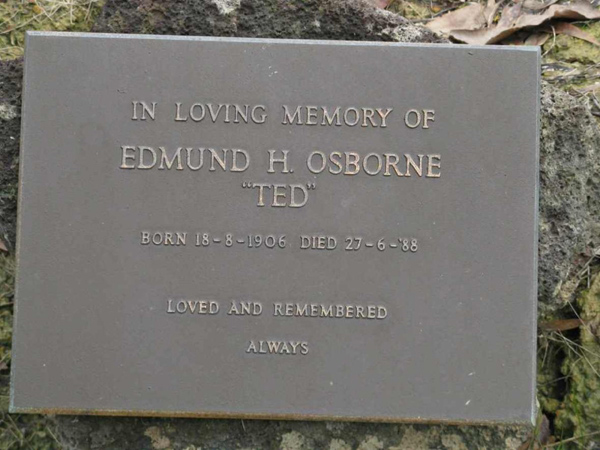 IN LOVING MEMORY OF
EDMUND H. OSBORNE
"TED"
BORN 18-8-1906 DIED 27-6-'88
LOVED AND REMEMBERED
ALWAYS